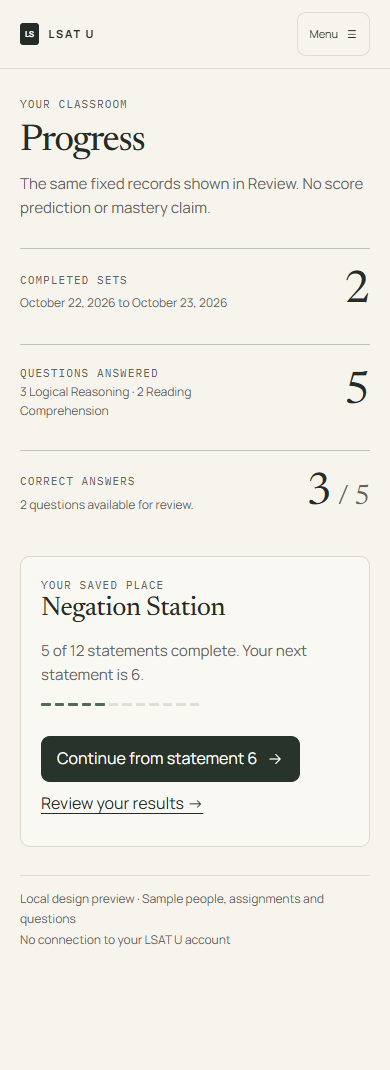 LS LSAT U
Menu ☰
YOUR CLASSROOM
Progress
The same fixed records shown in Review. No score
prediction or mastery claim.
COMPLETED SETS
October 22, 2026 to October 23, 2026
2
QUESTIONS ANSWERED
3 Logical Reasoning · 2 Reading
Comprehension
5
CORRECT ANSWERS
2 questions available for review.
3 / 5
YOUR SAVED PLACE
Negation Station
5 of 12 statements complete. Your next
statement is 6.
Continue from statement 6 →
Review your results →
Local design preview · Sample people, assignments and
questions
No connection to your LSAT U account